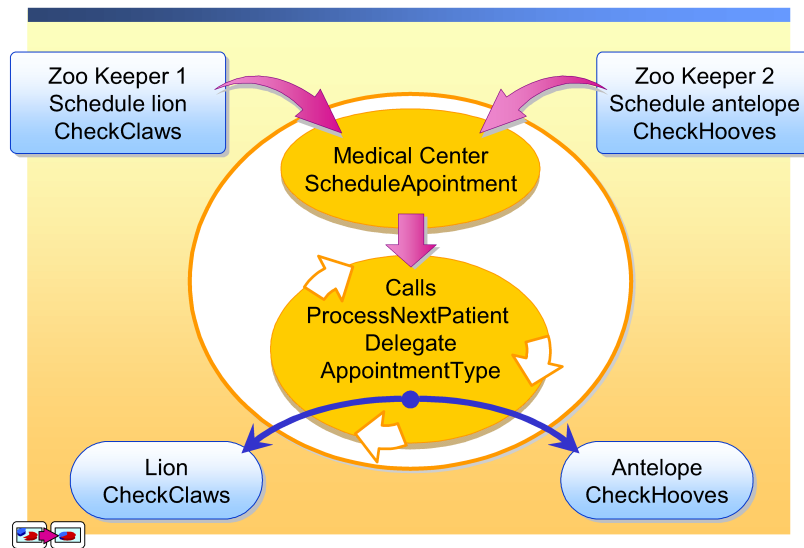 Zoo Keeper 1
Schedule lion
CheckClaws
Zoo Keeper 2
Schedule antelope
CheckHooves
Medical Center
ScheduleApointment
Calls
ProcessNextPatient
Delegate
AppointmentType
Lion
CheckClaws
Antelope
CheckHooves